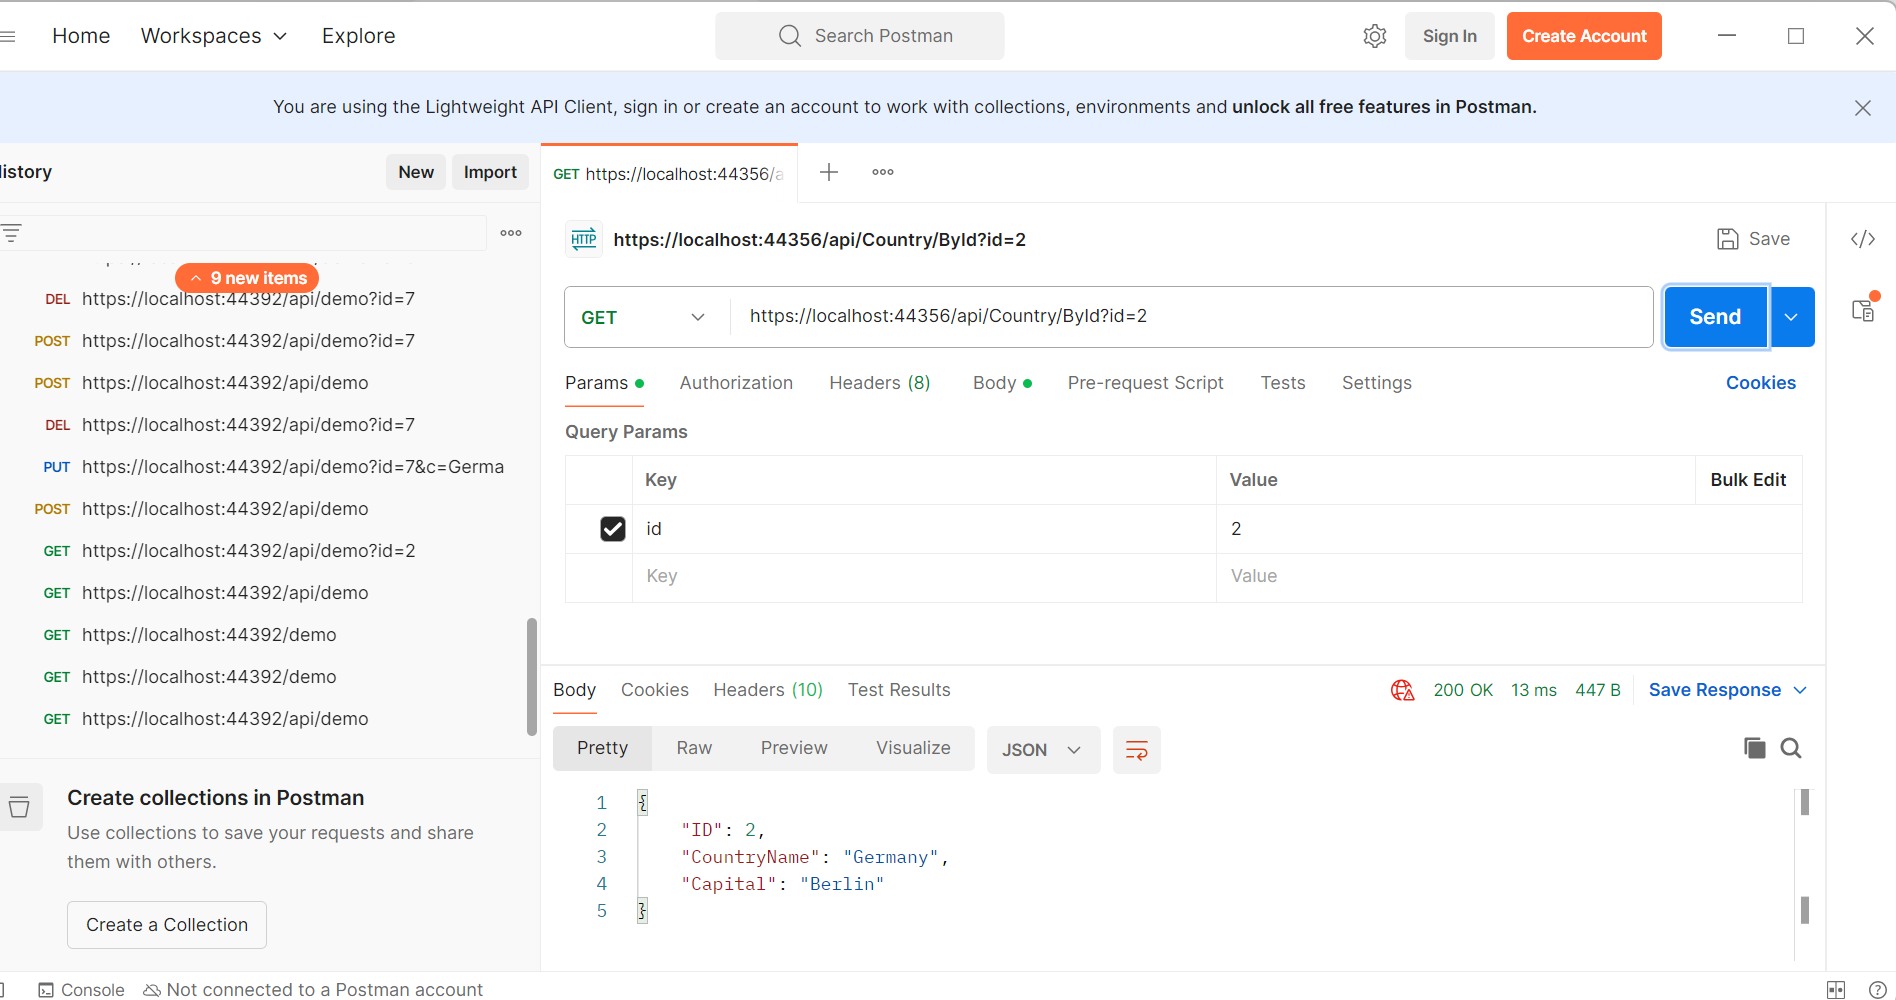 Home Workspaces Explore
Search Postman
Sign In Create Account
You are using the Lightweight API Client, sign in or create an account to work with collections, environments and unlock all free features in Postman.
istory New Import
9 new items
DEL https://localhost:44392/api/demo?id=7
POST https://localhost:44392/api/demo?id=7
POST https://localhost:44392/api/demo
DEL https://localhost:44392/api/demo?id=7
PUT https://localhost:44392/api/demo?id=7&c=Germa
POST https://localhost:44392/api/demo
GET https://localhost:44392/api/demo?id=2
GET https://localhost:44392/api/demo
GET https://localhost:44392/demo
GET https://localhost:44392/demo
GET https://localhost:44392/api/demo
Create collections in Postman
Use collections to save your requests and share
them with others.
Create a Collection
GET https://localhost:44356/a
HTTP https://localhost:44356/api/Country/ById?id=2
Save </>
GET https://localhost:44356/api/Country/ById?id=2 Send
Params Authorization Headers (8) Body Pre-request Script Tests Settings Cookies
Query Params
Key Value Bulk Edit
id 2
Key Value
Body Cookies Headers (10) Test Results 200 OK 13 ms 447 B Save Response
Pretty Raw Preview Visualize JSON
1 {
2 "ID": 2,
3 "CountryName": "Germany",
4 "Capital": "Berlin"
5 }
Console Not connected to a Postman account